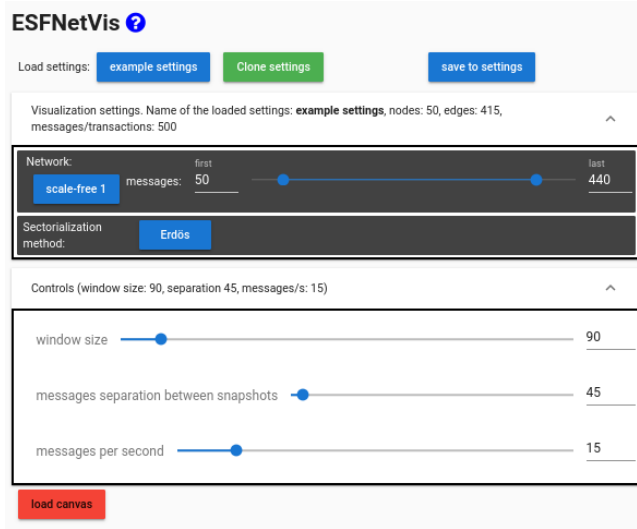 ESFNetVis ?
Load settings: example settings Clone settings save to settings
Visualization settings. Name of the loaded settings: example settings, nodes: 50, edges: 415,
messages/transactions: 500
Network:
scale-free 1
messages:
first
50
last
440
Sectorialization
method:
Erdös
Controls (window size: 90, separation 45, messages/s: 15)
window size 90
messages separation between snapshots 45
messages per second 15
load canvas